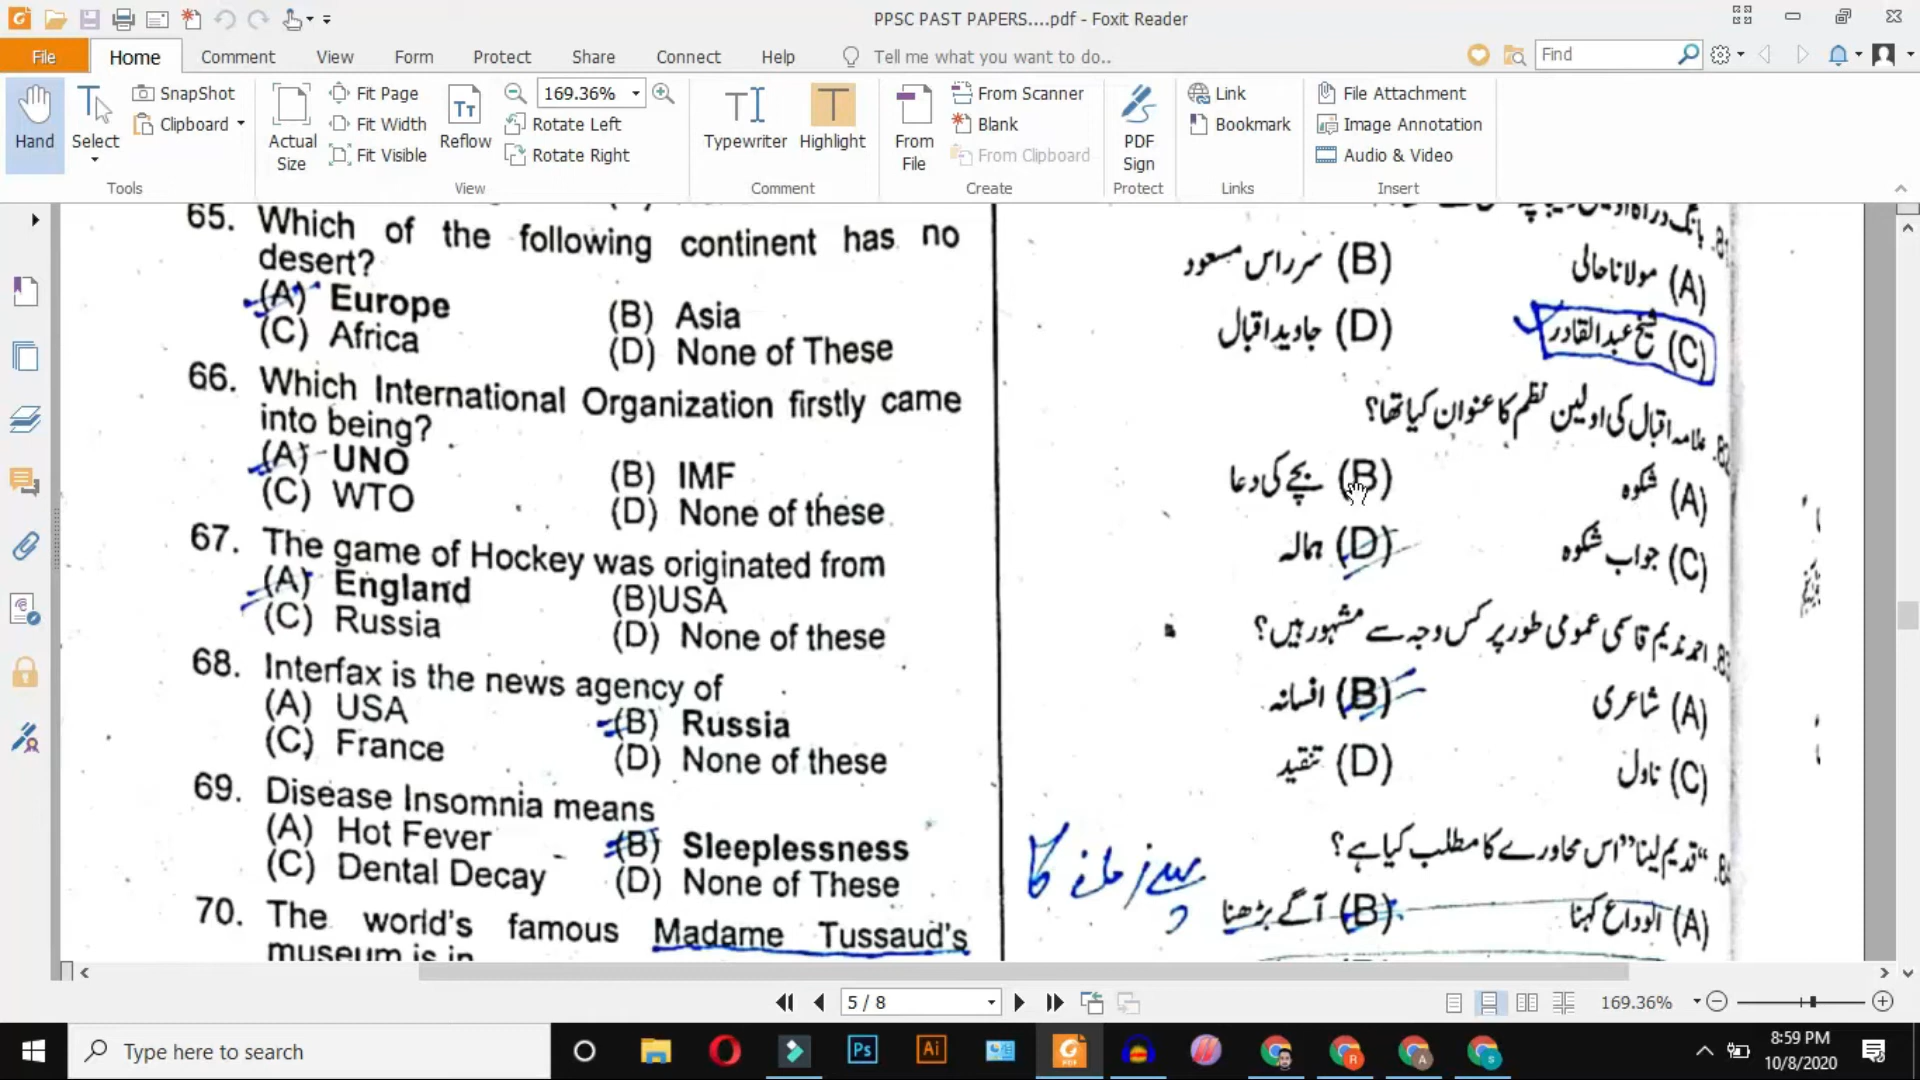 PPSC PAST PAPERS....pdf - Foxit Reader
File Home Comment View Form Protect Share Connect Help Tell me what you want to do.. Find
Hand Select SnapShot Clipboard Actual Size Fit Page Fit Width Fit Visible Reflow 169.36% Rotate Left Rotate Right Typewriter Highlight From File From Scanner Blank From Clipboard PDF Sign Link Bookmark File Attachment Image Annotation Audio & Video
Tools View Comment Create Protect Links Insert
65. Which of the following continent has no
desert?
(A) Europe (B) Asia
(C) Africa (D) None of These
66. Which International Organization firstly came
into being?
(A) UNO (B) IMF
(C) WTO (D) None of these
67. The game of Hockey was originated from
(A) England (B)USA
(C) Russia (D) None of these
68. Interfax is the news agency of
(A) USA (B) Russia
(C) France (D) None of these
69. Disease Insomnia means
(A) Hot Fever (B) Sleeplessness
(C) Dental Decay (D) None of These
70. The world's famous Madame Tussaud's
museum is in
(A) مولانا حالی (B) سر راس مسعود
(C) شیخ عبدالقادر (D) جاوید اقبال
علامہ اقبال کی اولین نظم کا عنوان کیا تھا؟
(A) شکوہ (B) بچے کی دعا
(C) جواب شکوہ (D) ہمالہ
احمد ندیم قاسمی عمومی طور پر کس وجہ سے مشہور ہیں؟
(A) شاعری (B) افسانہ
(C) ناول (D) تنقید
"قدیم لینا" اس محاورے کا مطلب کیا ہے؟
(A) الوداع کہنا (B) آگے بڑھنا
5 / 8 169.36%
Type here to search
8:59 PM
10/8/2020